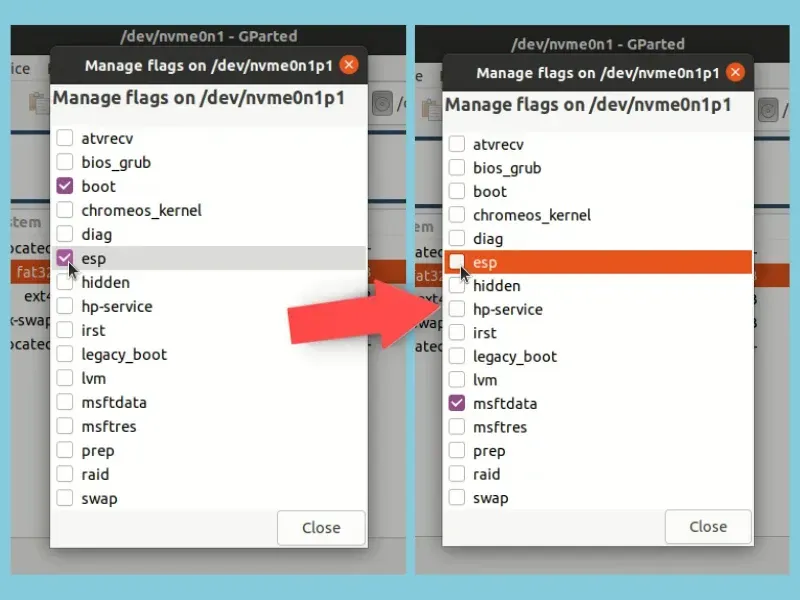 /dev/nvme0n1 - GParted
Manage flags on /dev/nvme0n1p1
ice
Manage flags on /dev/nvme0n1p1
atvrecv
bios_grub
boot
chromeos_kernel
diag
esp
hidden
hp-service
irst
legacy_boot
lvm
msftdata
msftres
prep
raid
swap
Close
stem
ocated
fat32
ext4
-swap
ocated
/dev/nvme0n1 - GParted
Manage flags on /dev/nvme0n1p1
Manage flags on /dev/nvme0n1p1
atvrecv
bios_grub
boot
chromeos_kernel
diag
esp
hidden
hp-service
irst
legacy_boot
lvm
msftdata
msftres
prep
raid
swap
Close
em
ated
at32
ext4
swap
ated